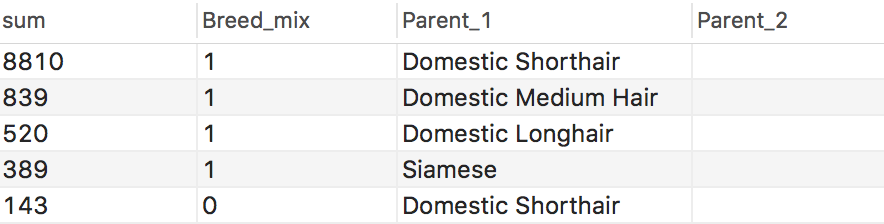 sum Breed_mix Parent_1 Parent_2
8810 1 Domestic Shorthair
839 1 Domestic Medium Hair
520 1 Domestic Longhair
389 1 Siamese
143 0 Domestic Shorthair